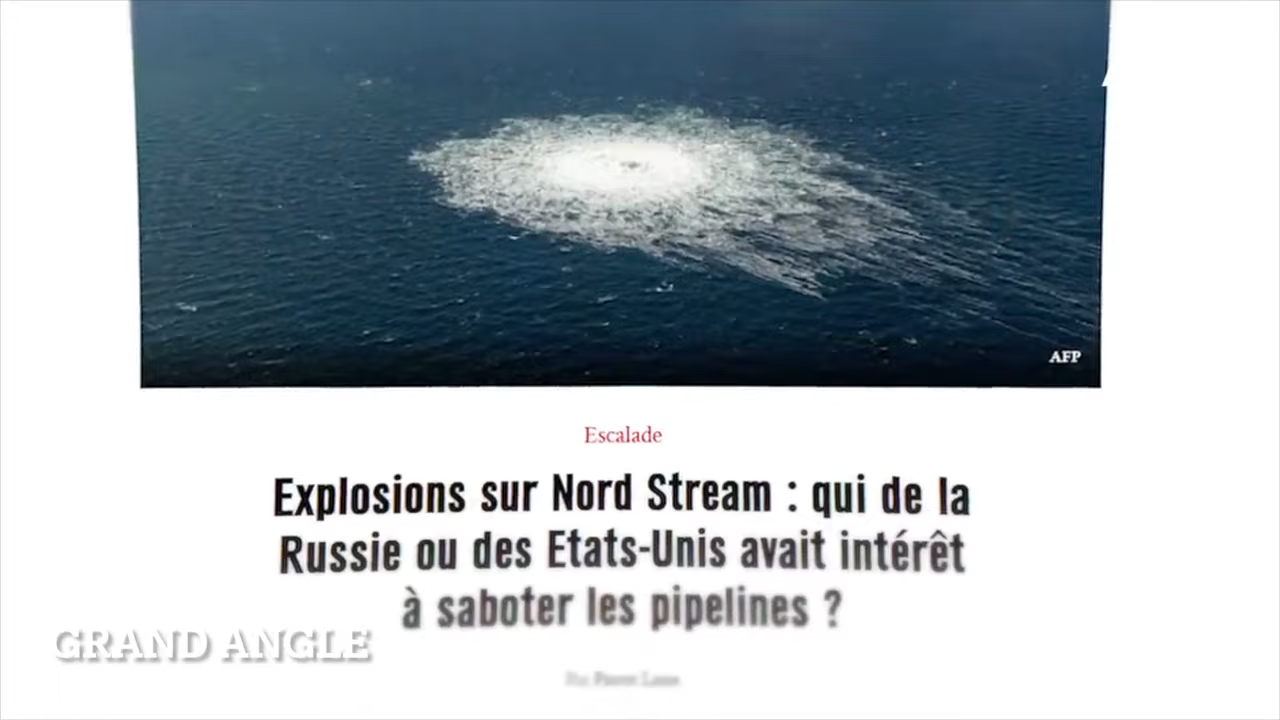 AFP
Escalade
Explosions sur Nord Stream : qui de la
Russie ou des Etats-Unis avait intérêt
à saboter les pipelines ?
GRAND ANGLE